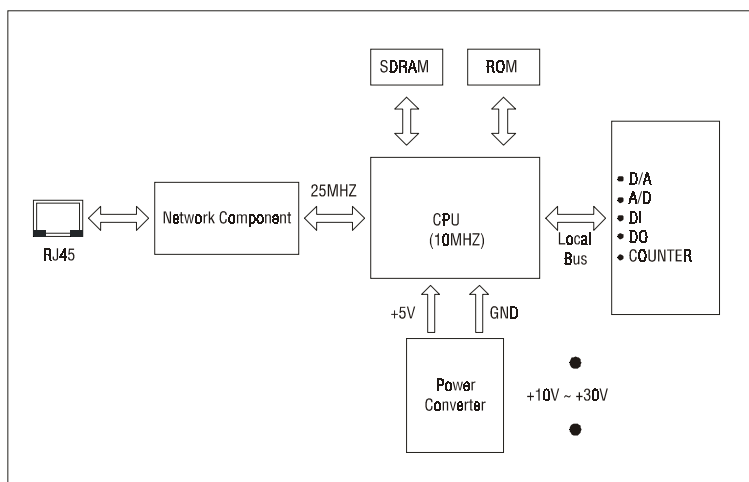 SDRAM
ROM
25MHZ
Network Component
RJ45
CPU
(10MHZ)
Local
Bus
D/A
A/D
DI
DO
COUNTER
+5V
GND
Power
Converter
+10V ~ +30V